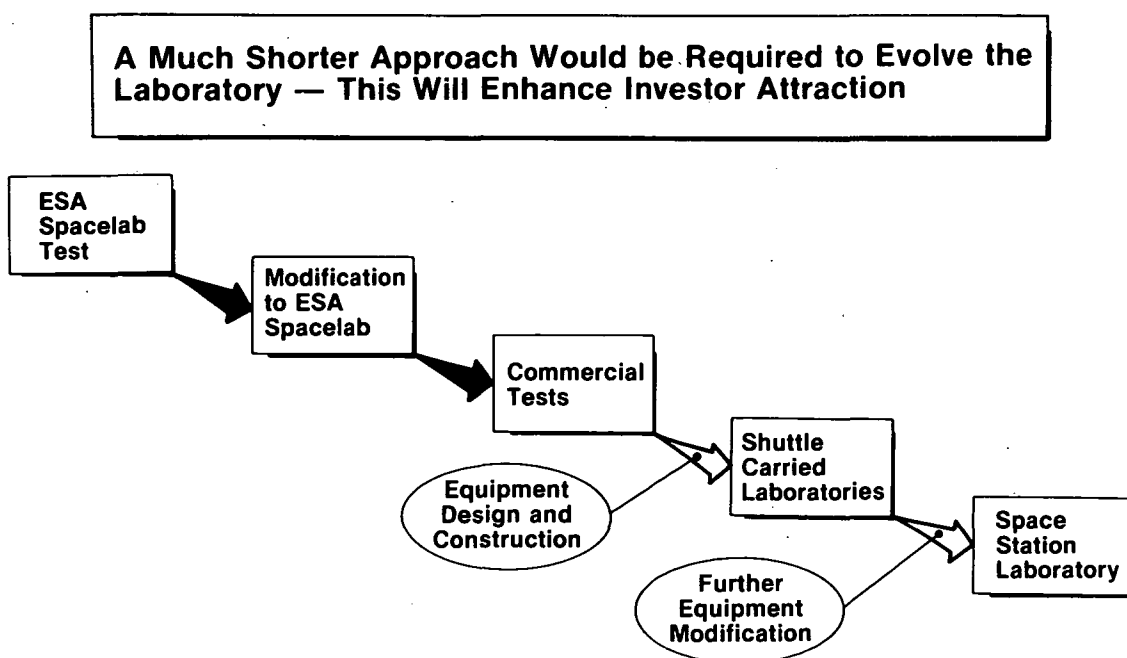 A Much Shorter Approach Would be Required to Evolve the
Laboratory — This Will Enhance Investor Attraction
ESA
Spacelab
Test
Modification
to ESA
Spacelab
Commercial
Tests
Equipment
Design and
Construction
Shuttle
Carried
Laboratories
Further
Equipment
Modification
Space
Station
Laboratory